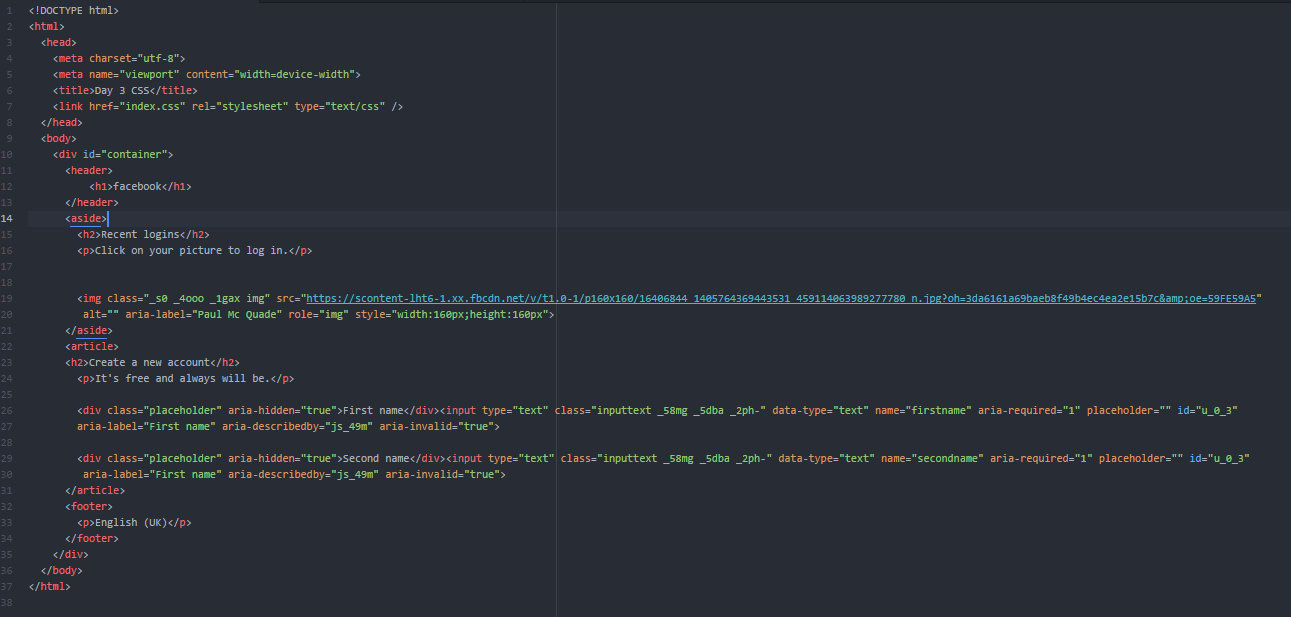 1 <!DOCTYPE html>
2 <html>
3 <head>
4 <meta charset="utf-8">
5 <meta name="viewport" content="width=device-width">
6 <title>Day 3 CSS</title>
7 <link href="index.css" rel="stylesheet" type="text/css" />
8 </head>
9 <body>
10 <div id="container">
11 <header>
12 <h1>facebook</h1>
13 </header>
14 <aside>
15 <h2>Recent logins</h2>
16 <p>Click on your picture to log in.</p>
17
18
19 <img class="_s0 _4ooo _1gax img" src="https://scontent-lht6-1.xx.fbcdn.net/v/t1.0-1/p160x160/16406844_1405764369443531_459114063989277780_n.jpg?oh=3da6161a69baeb8f49b4ec4ea2e15b7c&amp;oe=59FE59A5"
20 alt="" aria-label="Paul Mc Quade" role="img" style="width:160px;height:160px">
21 </aside>
22 <article>
23 <h2>Create a new account</h2>
24 <p>It's free and always will be.</p>
25
26 <div class="placeholder" aria-hidden="true">First name</div><input type="text" class="inputtext _58mg _5dba _2ph-" data-type="text" name="firstname" aria-required="1" placeholder="" id="u_0_3"
27 aria-label="First name" aria-describedby="js_49m" aria-invalid="true">
28
29 <div class="placeholder" aria-hidden="true">Second name</div><input type="text" class="inputtext _58mg _5dba _2ph-" data-type="text" name="secondname" aria-required="1" placeholder="" id="u_0_3"
30 aria-label="First name" aria-describedby="js_49m" aria-invalid="true">
31 </article>
32 <footer>
33 <p>English (UK)</p>
34 </footer>
35 </div>
36 </body>
37 </html>
38